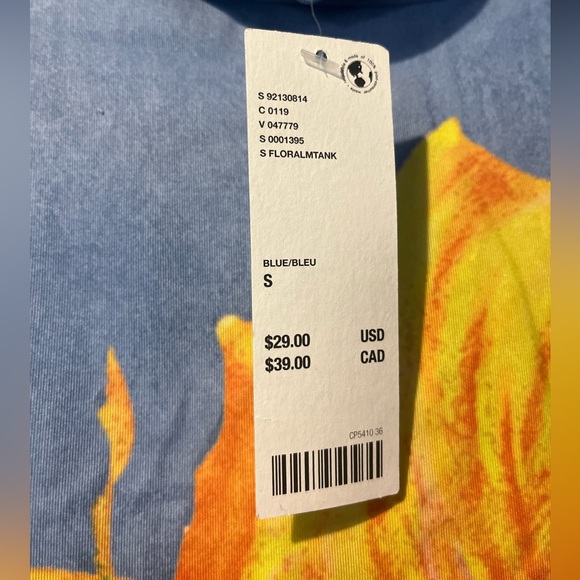 S 92130814
C 0119
V 047779
S 0001395
S FLORALMTANK
BLUE/BLEU
S
$29.00 USD
$39.00 CAD
CP5410-36